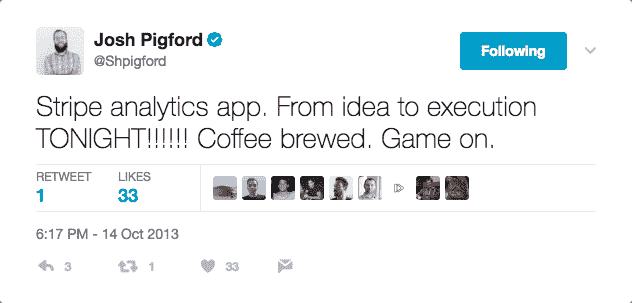 Josh Pigford
@Shpigford
Following
Stripe analytics app. From idea to execution
TONIGHT!!!!!! Coffee brewed. Game on.
RETWEET LIKES
1 33
6:17 PM - 14 Oct 2013
3 1 33